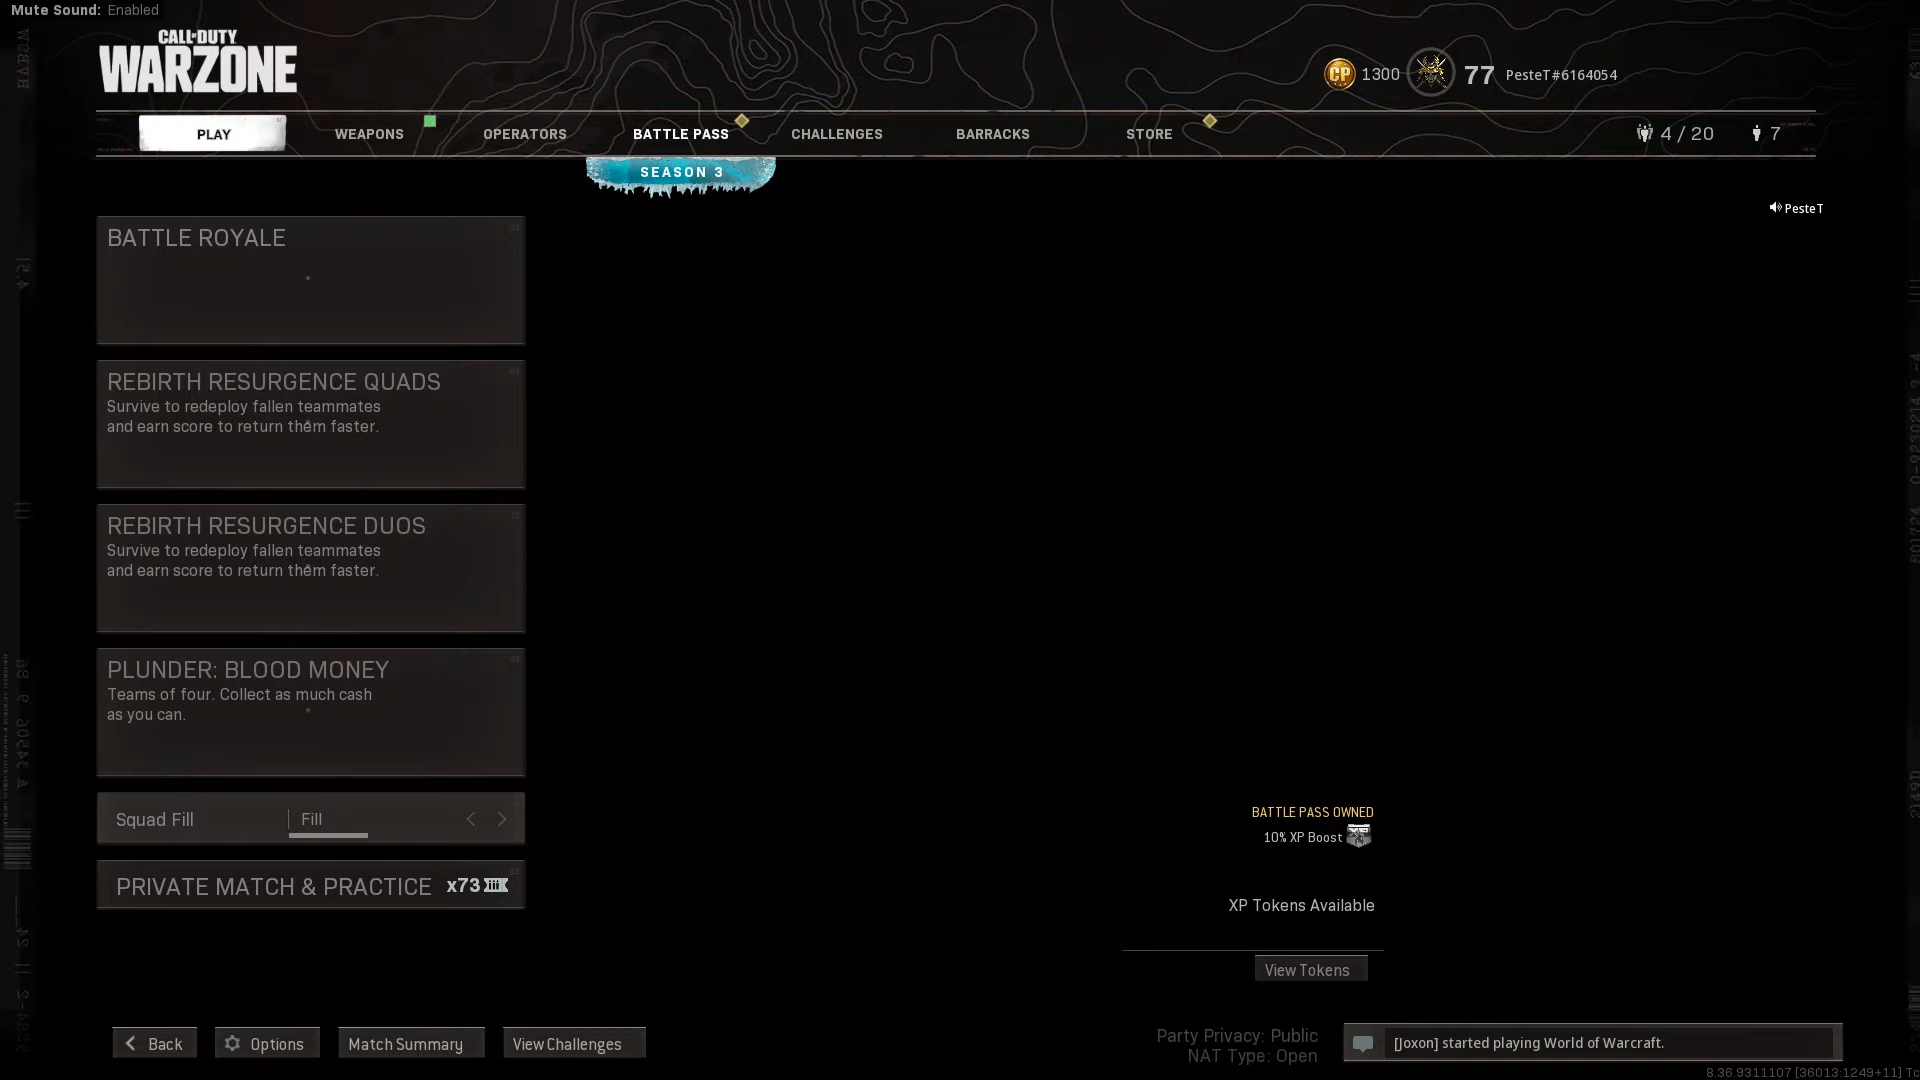 Mute Sound: Enabled
CALL OF DUTY
WARZONE
CP 1300 77 PesteT#6164054
PLAY WEAPONS OPERATORS BATTLE PASS CHALLENGES BARRACKS STORE 4 / 20 7
SEASON 3
PesteT
BATTLE ROYALE
REBIRTH RESURGENCE QUADS
Survive to redeploy fallen teammates
and earn score to return them faster.
REBIRTH RESURGENCE DUOS
Survive to redeploy fallen teammates
and earn score to return them faster.
PLUNDER: BLOOD MONEY
Teams of four. Collect as much cash
as you can.
Squad Fill Fill
PRIVATE MATCH & PRACTICE x73
BATTLE PASS OWNED
10% XP Boost
XP Tokens Available
View Tokens
Back Options Match Summary View Challenges
Party Privacy: Public
NAT Type: Open
[Joxon] started playing World of Warcraft.
8.36.9311107 [36013:1249+11] Tc